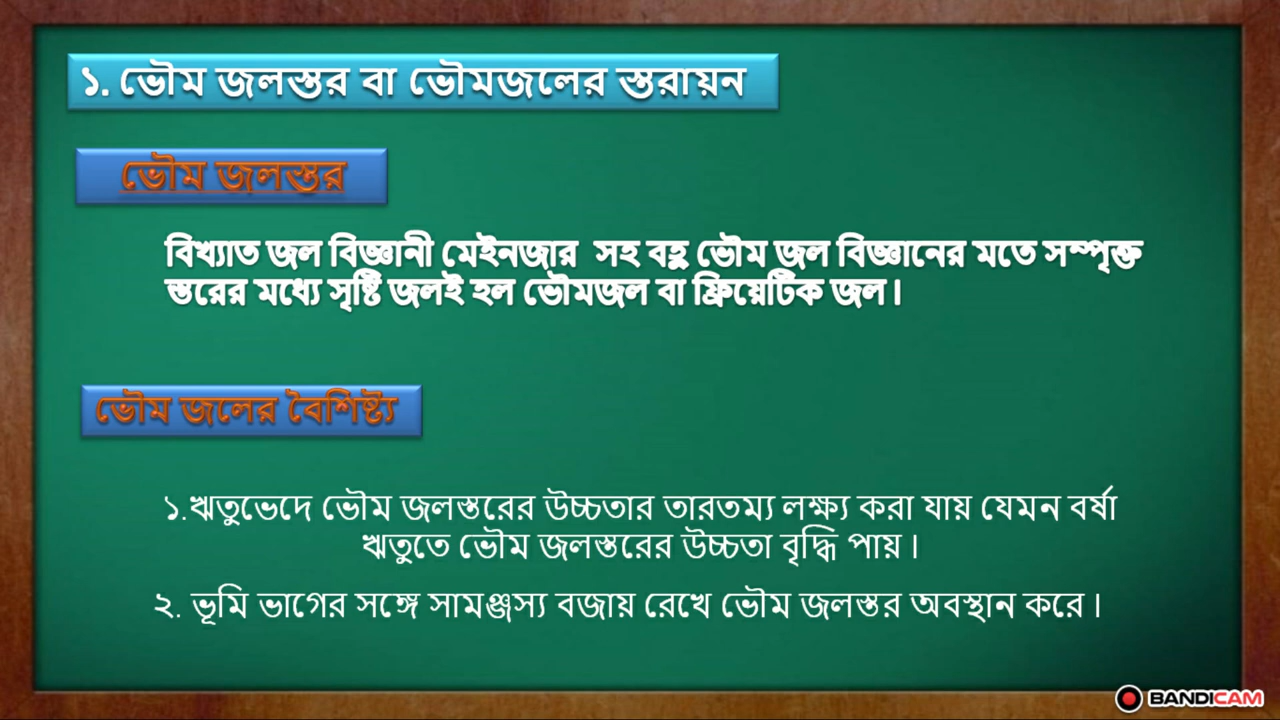 ১. ভৌম জলস্তর বা ভৌমজলের স্তরায়ন
ভৌম জলস্তর
বিখ্যাত জল বিজ্ঞানী মেইনজার সহ বহু ভৌম জল বিজ্ঞানের মতে সম্পৃক্ত
স্তরের মধ্যে সৃষ্টি জলই হল ভৌমজল বা ফ্রিয়েটিক জল।
ভৌম জলের বৈশিষ্ট্য
১.ঋতুভেদে ভৌম জলস্তরের উচ্চতার তারতম্য লক্ষ্য করা যায় যেমন বর্ষা
ঋতুতে ভৌম জলস্তরের উচ্চতা বৃদ্ধি পায়।
২. ভূমি ভাগের সঙ্গে সামঞ্জস্য বজায় রেখে ভৌম জলস্তর অবস্থান করে।
BANDICAM